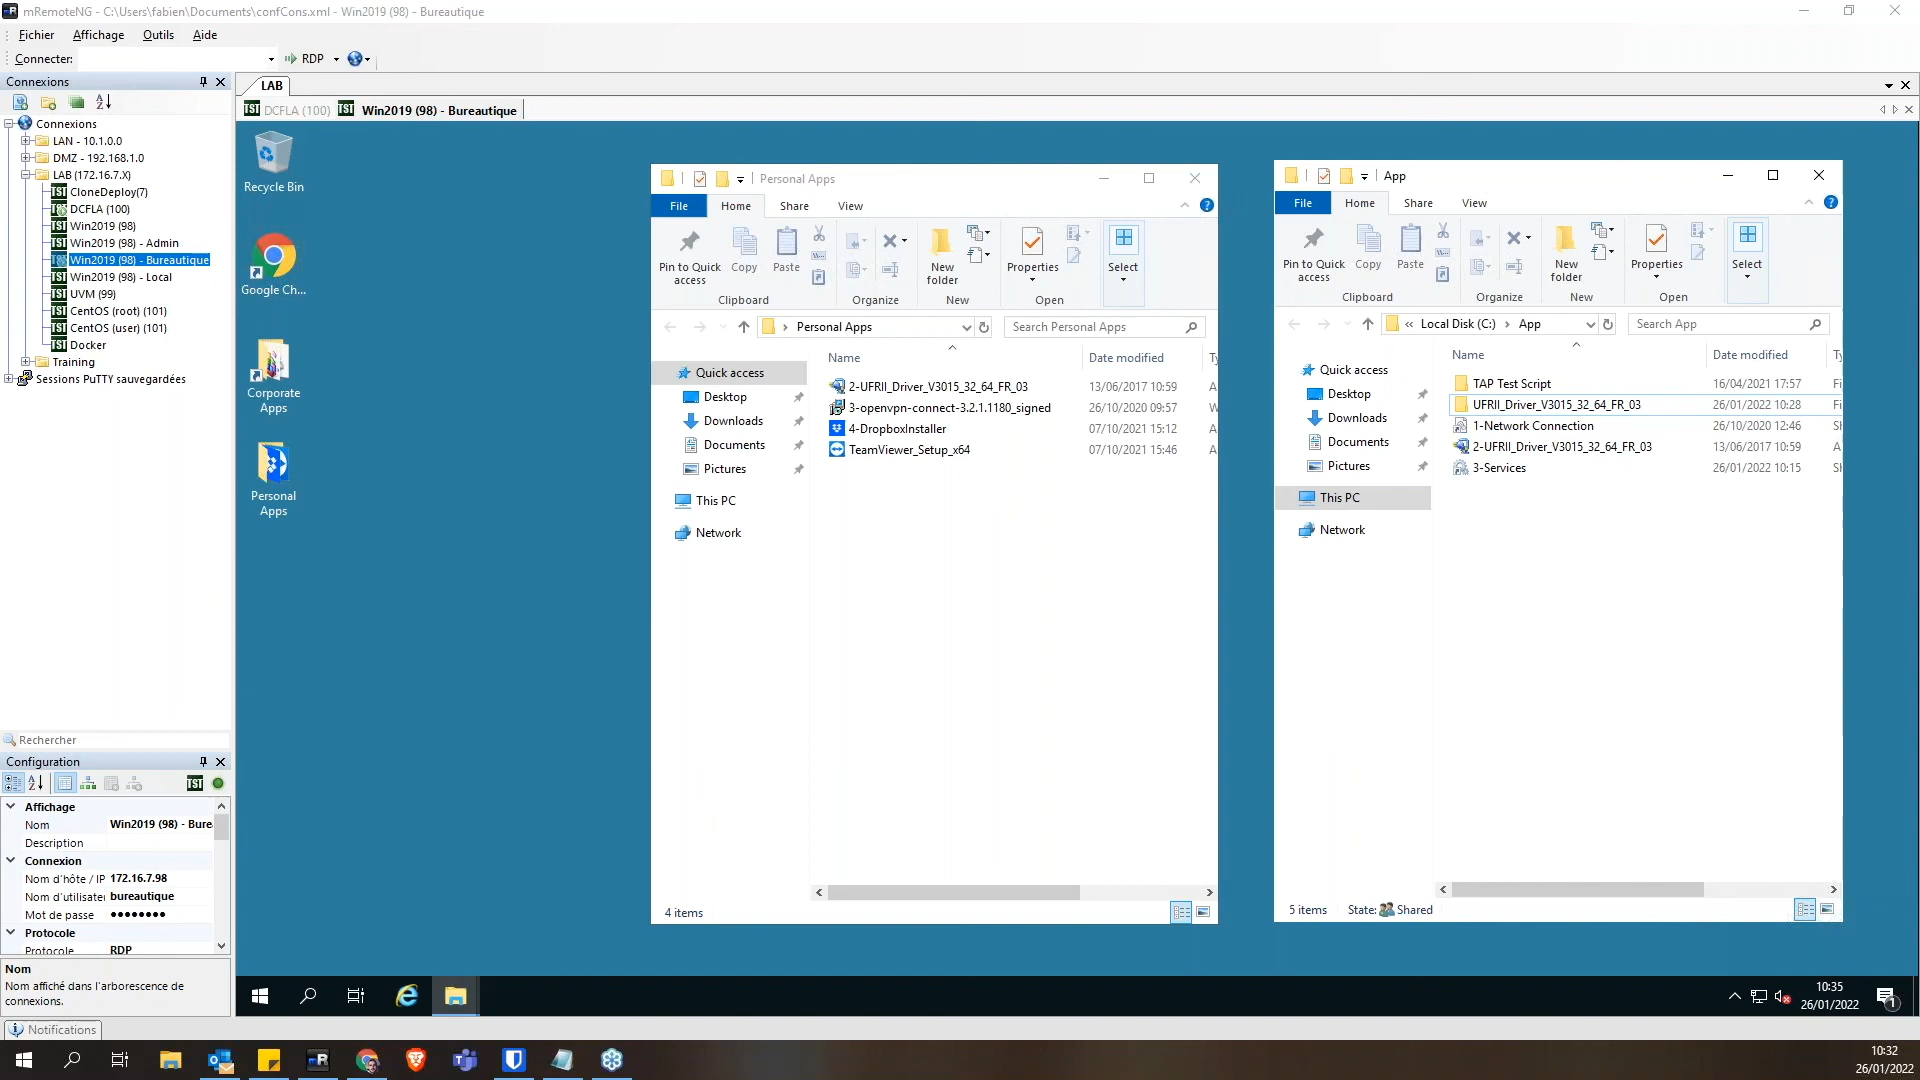 mRemoteNG - C:\Users\fabien\Documents\confCons.xml - Win2019 (98) - Bureautique
Fichier Affichage Outils Aide
Connecter: RDP
Connexions
Connexions
LAN - 10.1.0.0
DMZ - 192.168.1.0
LAB (172.16.7.X)
CloneDeploy(7)
DCFLA (100)
Win2019 (98)
Win2019 (98) - Admin
Win2019 (98) - Bureautique
Win2019 (98) - Local
UVM (99)
CentOS (root) (101)
CentOS (user) (101)
Docker
Training
Sessions PuTTY sauvegardées
Rechercher
Configuration
Affichage
Nom Win2019 (98) - Bure
Description
Connexion
Nom d'hôte / IP 172.16.7.98
Nom d'utilisater bureautique
Mot de passe ●●●●●●●●
Protocole
Protocole RDP
Nom
Nom affiché dans l'arborescence de
connexions.
Notifications
LAB
DCFLA (100) Win2019 (98) - Bureautique
Recycle Bin
Google Ch...
Corporate
Apps
Personal
Apps
Personal Apps
File Home Share View
Pin to Quick
access
Copy
Paste
New
folder
Properties
Select
Clipboard Organize New Open
Personal Apps Search Personal Apps
Name Date modified Ty
Quick access
Desktop
Downloads
Documents
Pictures
This PC
Network
2-UFRII_Driver_V3015_32_64_FR_03 13/06/2017 10:59 A
3-openvpn-connect-3.2.1.1180_signed 26/10/2020 09:57 W
4-DropboxInstaller 07/10/2021 15:12 A
TeamViewer_Setup_x64 07/10/2021 15:46 A
4 items
App
File Home Share View
Pin to Quick
access
Copy
Paste
New
folder
Properties
Select
Clipboard Organize New Open
« Local Disk (C:) App Search App
Name Date modified Ty
Quick access
Desktop
Downloads
Documents
Pictures
This PC
Network
TAP Test Script 16/04/2021 17:57 Fi
UFRII_Driver_V3015_32_64_FR_03 26/01/2022 10:28 Fi
1-Network Connection 26/10/2020 12:46 SH
2-UFRII_Driver_V3015_32_64_FR_03 13/06/2017 10:59 A
3-Services 26/01/2022 10:15 SH
5 items State: Shared
10:35
26/01/2022
1
10:32
26/01/2022